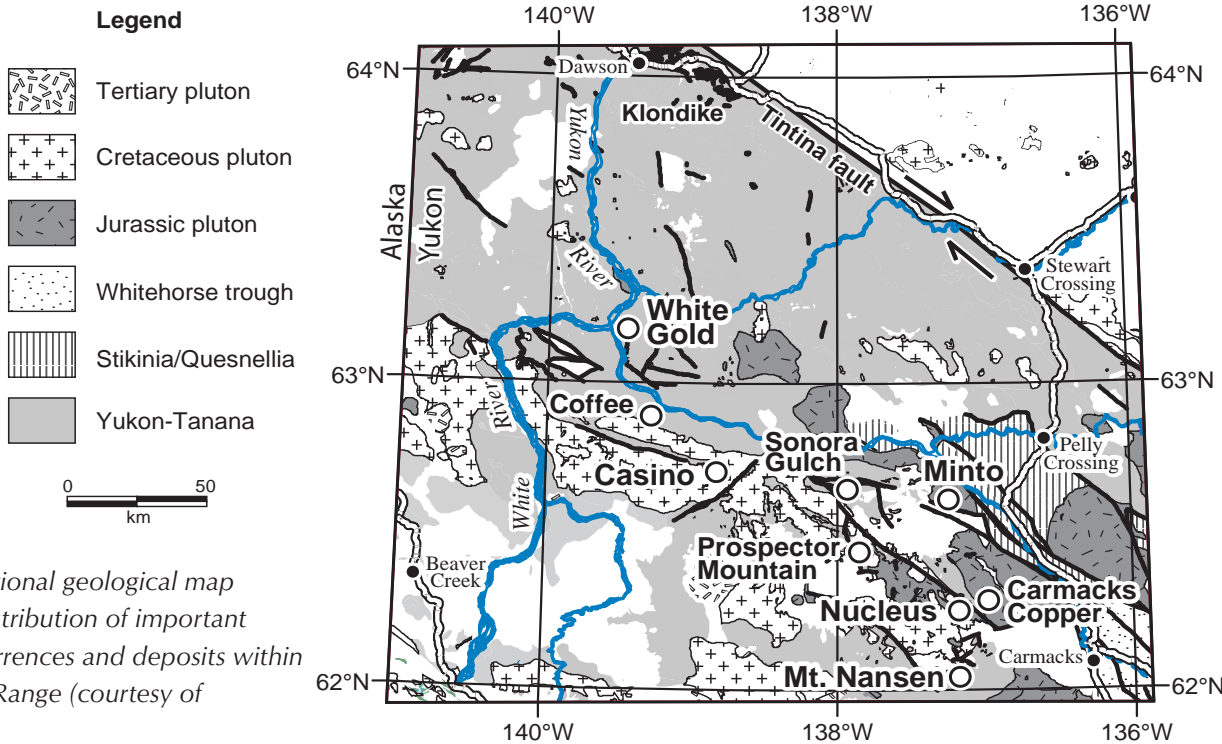 Legend
Tertiary pluton
Cretaceous pluton
Jurassic pluton
Whitehorse trough
Stikinia/Quesnellia
Yukon-Tanana
0 50
km
ional geological map
tribution of important
rrences and deposits within
Range (courtesy of
140°W 138°W 136°W
64°N
64°N
Dawson
Klondike
Tintina fault
Yukon
River
Alaska
Yukon
Stewart
Crossing
White
Gold
63°N
63°N
Coffee
River
White
Sonora
Gulch
Pelly
Crossing
Casino
Minto
Prospector
Mountain
Beaver
Creek
Nucleus
Carmacks
Copper
Carmacks
Mt. Nansen
62°N
62°N
140°W 138°W 136°W